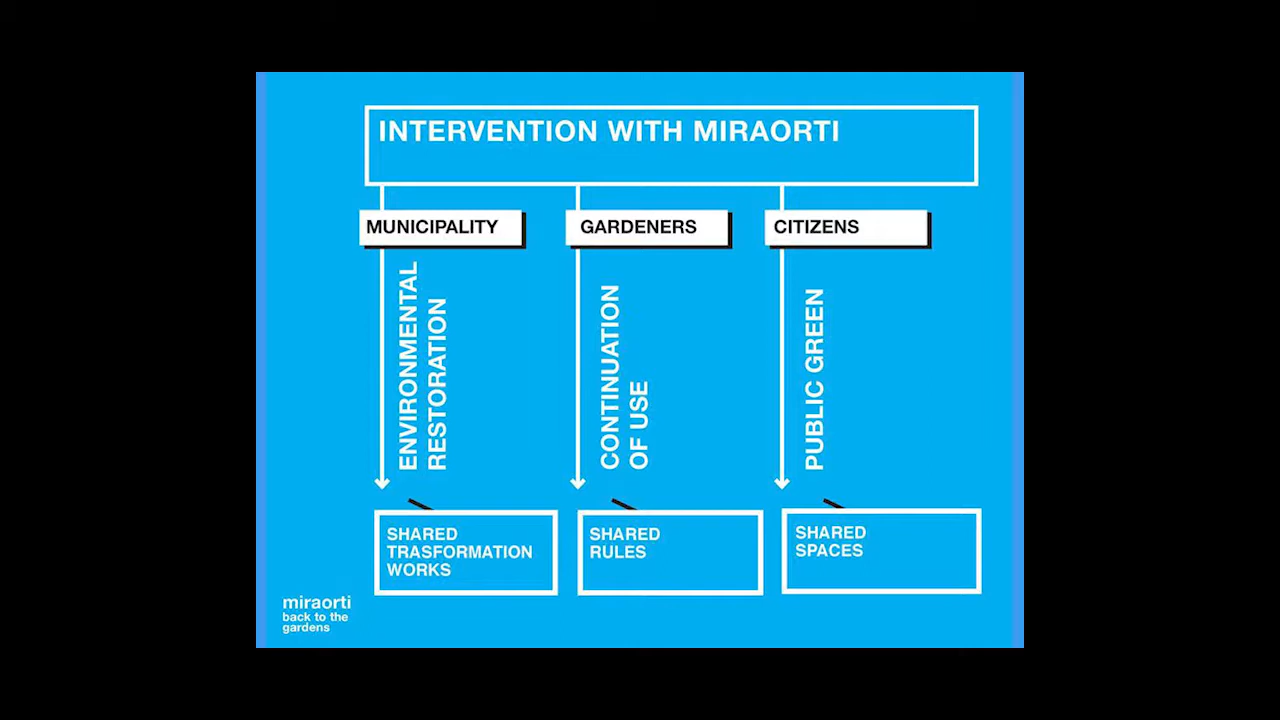 INTERVENTION WITH MIRAORTI
MUNICIPALITY
GARDENERS
CITIZENS
ENVIRONMENTAL
RESTORATION
CONTINUATION
OF USE
PUBLIC GREEN
SHARED
TRASFORMATION
WORKS
SHARED
RULES
SHARED
SPACES
miraorti
back to the
gardens